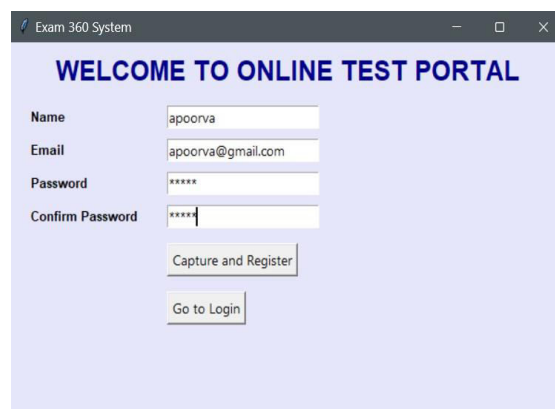 Exam 360 System
WELCOME TO ONLINE TEST PORTAL
Name apoorva
Email apoorva@gmail.com
Password *****
Confirm Password *****
Capture and Register
Go to Login